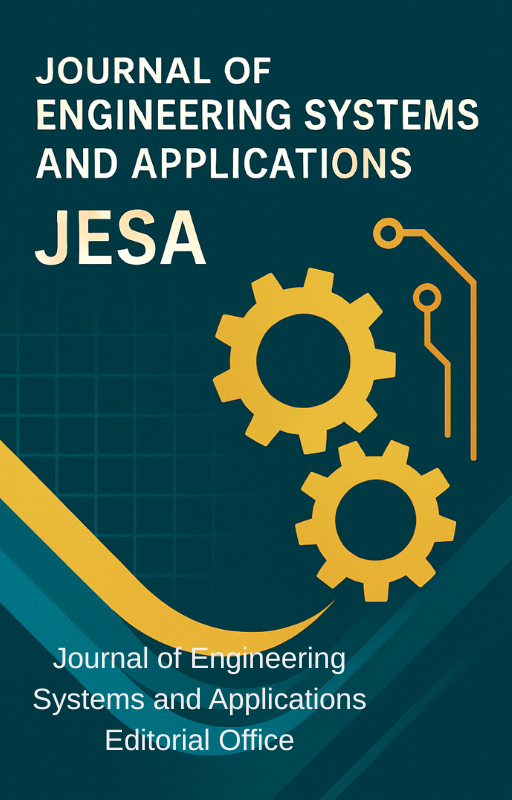 JOURNAL OF
ENGINEERING SYSTEMS
AND APPLICATIONS
JESA
Journal of Engineering
Systems and Applications
Editorial Office